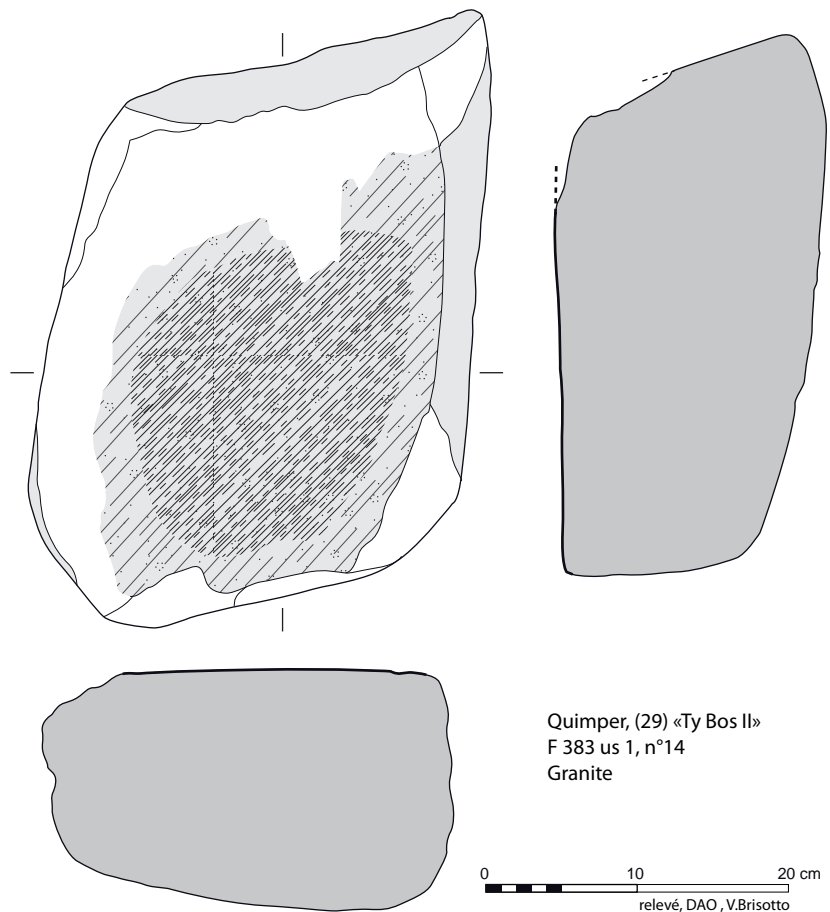 Quimper, (29) «Ty Bos II»
F 383 us 1, n°14
Granite
0 10 20 cm
relevé, DAO , V.Brisotto